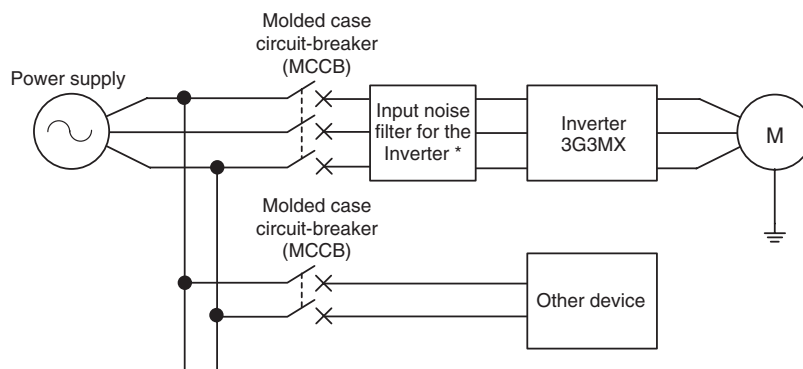 Molded case
circuit-breaker
(MCCB)
Power supply
Input noise
filter for the
Inverter *
Inverter
3G3MX
M
Molded case
circuit-breaker
(MCCB)
Other device